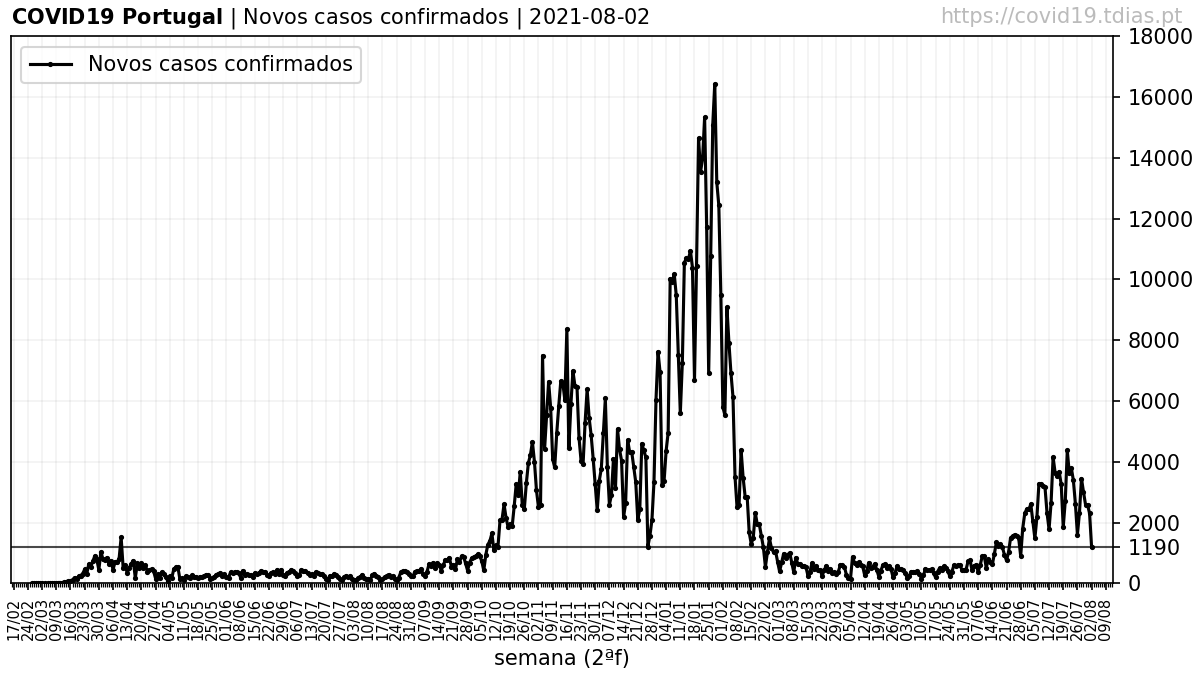 COVID19 Portugal | Novos casos confirmados | 2021-08-02
https://covid19.tdias.pt
Novos casos confirmados
18000
16000
14000
12000
10000
8000
6000
4000
2000
1190
0
17/02 24/02 02/03 09/03 16/03 23/03 30/03 06/04 13/04 20/04 27/04 04/05 11/05 18/05 25/05 01/06 08/06 15/06 22/06 29/06 06/07 13/07 20/07 27/07 03/08 10/08 17/08 24/08 31/08 07/09 14/09 21/09 28/09 05/10 12/10 19/10 26/10 02/11 09/11 16/11 23/11 30/11 07/12 14/12 21/12 28/12 04/01 11/01 18/01 25/01 01/02 08/02 15/02 22/02 01/03 08/03 15/03 22/03 29/03 05/04 12/04 19/04 26/04 03/05 10/05 17/05 24/05 31/05 07/06 14/06 21/06 28/06 05/07 12/07 19/07 26/07 02/08 09/08
semana (2ªf)